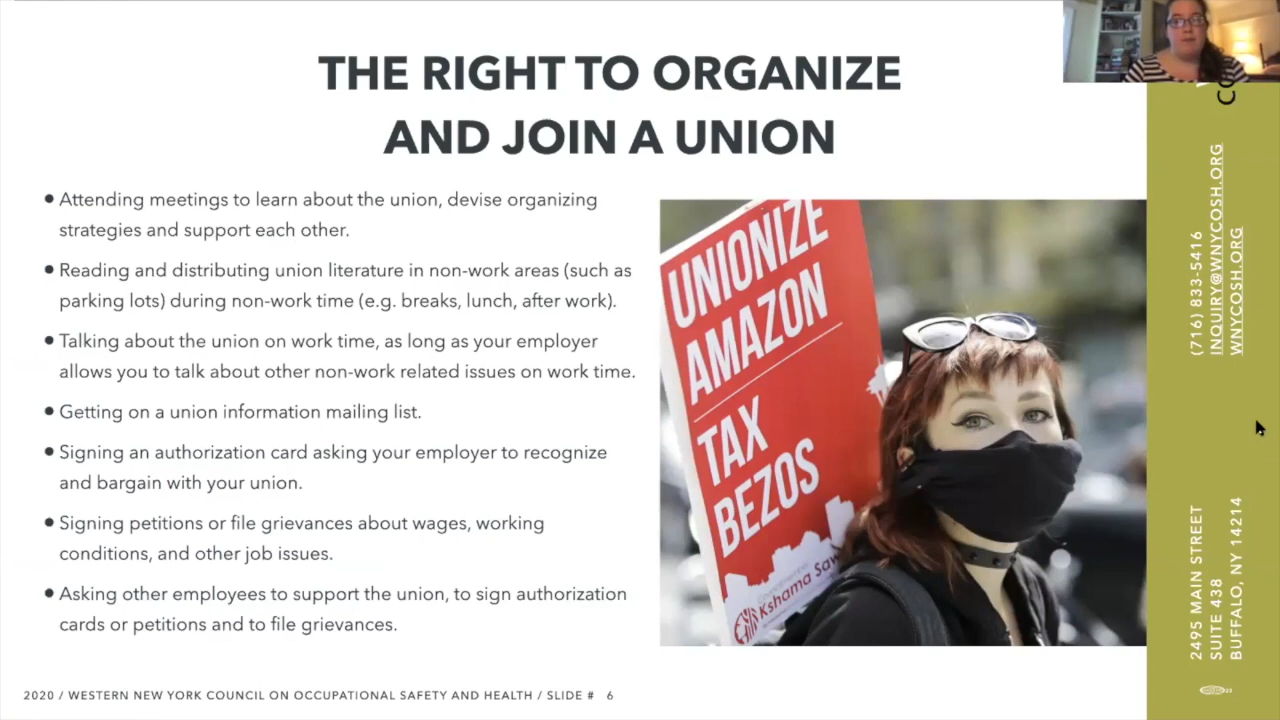 THE RIGHT TO ORGANIZE
AND JOIN A UNION
• Attending meetings to learn about the union, devise organizing
strategies and support each other.
• Reading and distributing union literature in non-work areas (such as
parking lots) during non-work time (e.g. breaks, lunch, after work).
• Talking about the union on work time, as long as your employer
allows you to talk about other non-work related issues on work time.
• Getting on a union information mailing list.
• Signing an authorization card asking your employer to recognize
and bargain with your union.
• Signing petitions or file grievances about wages, working
conditions, and other job issues.
• Asking other employees to support the union, to sign authorization
cards or petitions and to file grievances.
UNIONIZE
AMAZON
TAX
BEZOS
Kshama Saw
(716) 833-5416
INQUIRY@WNYCOSH.ORG
WNYCOSH.ORG
2495 MAIN STREET
SUITE 438
BUFFALO, NY 14214
2020 / WESTERN NEW YORK COUNCIL ON OCCUPATIONAL SAFETY AND HEALTH / SLIDE # 6